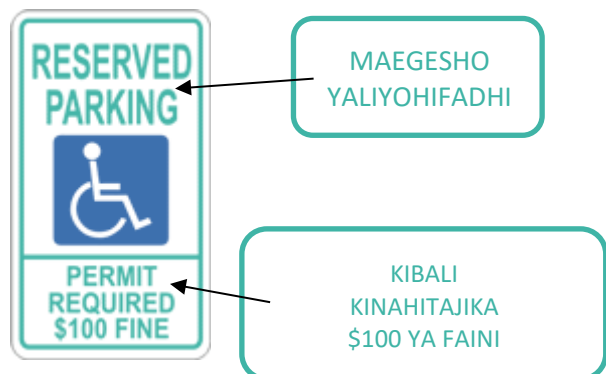 RESERVED
PARKING
PERMIT
REQUIRED
$100 FINE
MAEGESHO
YALIYOHIFADHI
KIBALI
KINAHITAJIKA
$100 YA FAINI